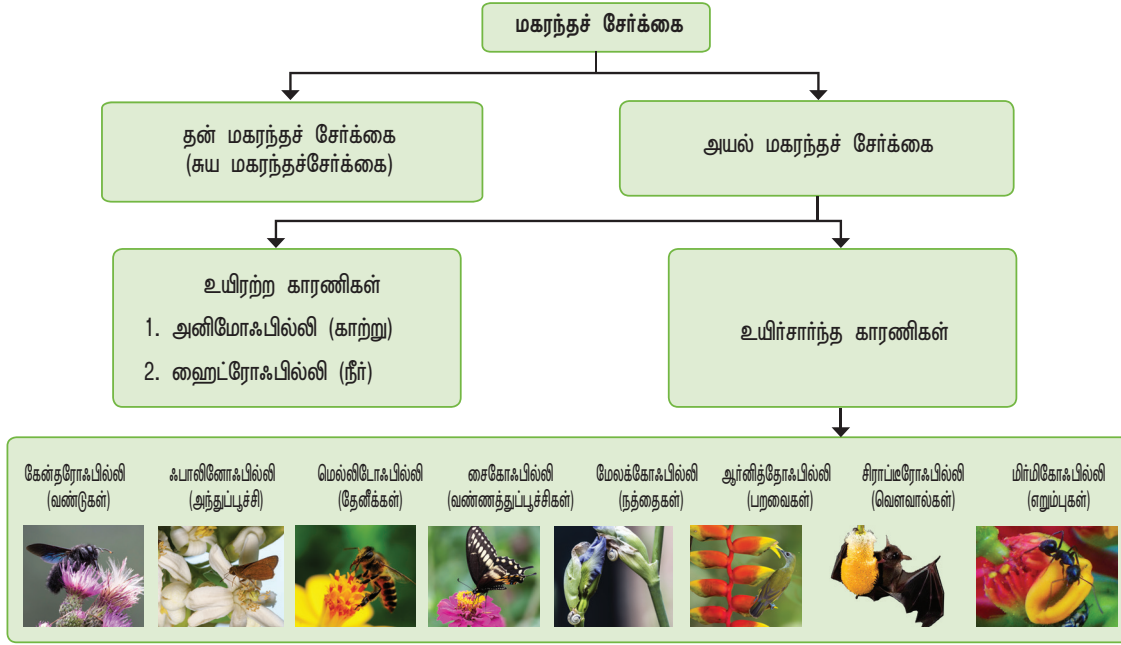 மகரந்தச் சேர்க்கை
தன் மகரந்தச் சேர்க்கை
(சுய மகரந்தச்சேர்க்கை)
அயல் மகரந்தச் சேர்க்கை
உயிரற்ற காரணிகள்
1. அனிமோஃபில்லி (காற்று)
2. ஹைட்ரோஃபில்லி (நீர்)
உயிர்சார்ந்த காரணிகள்
கேன்தரோஃபில்லி
(வண்டுகள்)
ஃபாலினோஃபில்லி
(அந்துப்பூச்சி)
மெல்லிடோஃபில்லி
(தேனீக்கள்)
சைகோஃபில்லி
(வண்ணத்துப்பூச்சிகள்)
மேலக்கோஃபில்லி
(நத்தைகள்)
ஆர்னித்தோஃபில்லி
(பறவைகள்)
சிராப்டீரோஃபில்லி
(வௌவால்கள்)
மிர்மிகோஃபில்லி
(எறும்புகள்)